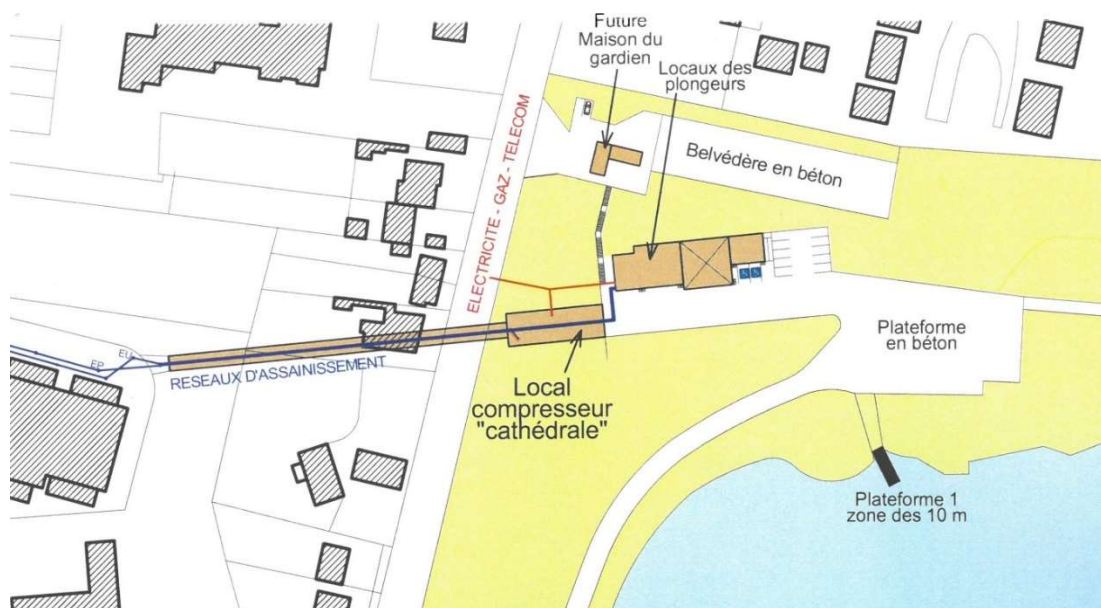 Future
Maison du
gardien
Locaux des
plongeurs
Belvédère en béton
ELECTRICITE - GAZ - TELECOM
EP
EU
RESEAUX D'ASSAINISSEMENT
Local
compresseur
"cathédrale"
Plateforme
en béton
Plateforme 1
zone des 10 m